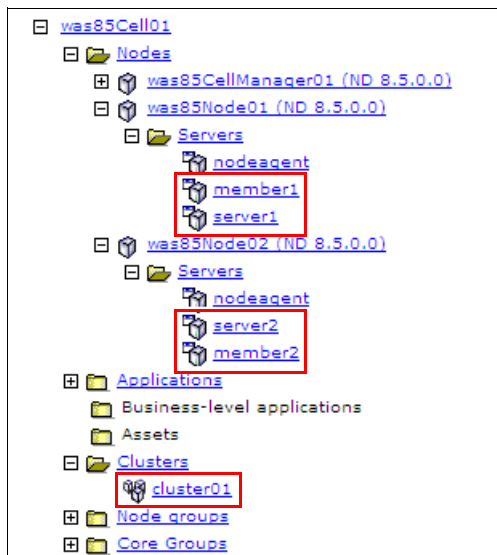 was85Cell01
Nodes
was85CellManager01 (ND 8.5.0.0)
was85Node01 (ND 8.5.0.0)
Servers
nodeagent
member1
server1
was85Node02 (ND 8.5.0.0)
Servers
nodeagent
server2
member2
Applications
Business-level applications
Assets
Clusters
cluster01
Node groups
Core Groups